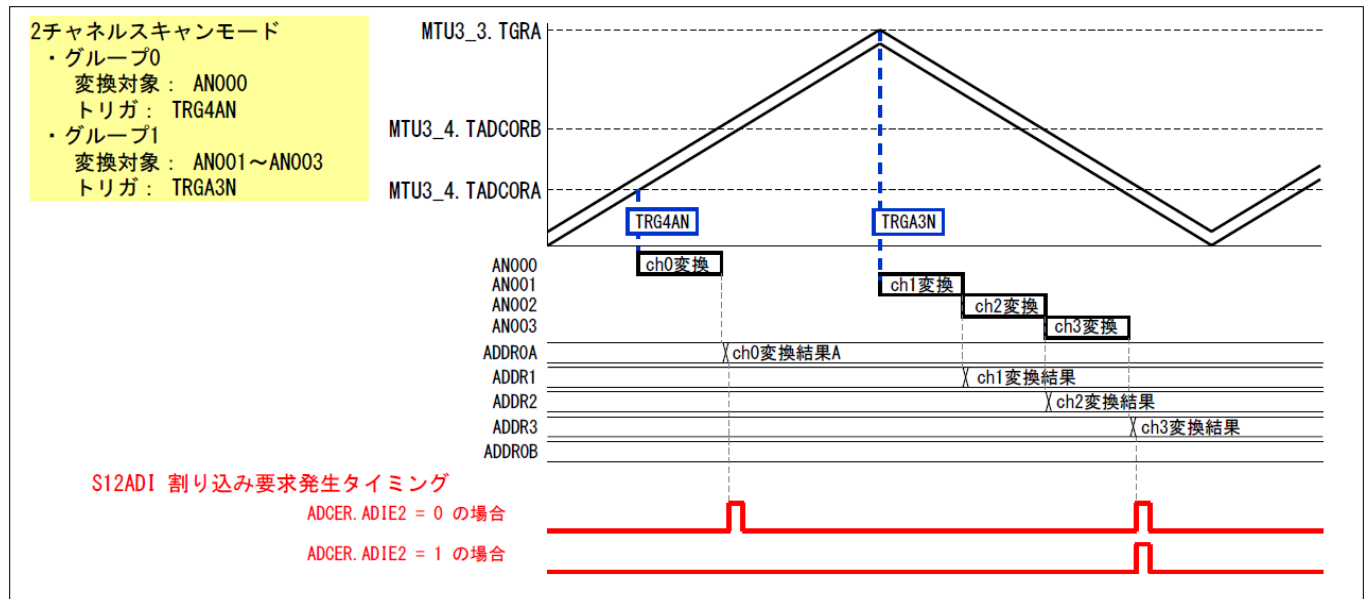 2チャネルスキャンモード
・グループ0
変換対象： AN000
トリガ： TRG4AN
・グループ1
変換対象： AN001～AN003
トリガ： TRGA3N
MTU3_3.TGRA
MTU3_4.TADCORB
MTU3_4.TADCORA
TRG4AN
TRGA3N
AN000
ch0変換
AN001
ch1変換
AN002
ch2変換
AN003
ch3変換
ADDR0A
ch0変換結果A
ADDR1
ch1変換結果
ADDR2
ch2変換結果
ADDR3
ch3変換結果
ADDR0B
S12ADI 割り込み要求発生タイミング
ADCER.ADIE2 = 0 の場合
ADCER.ADIE2 = 1 の場合